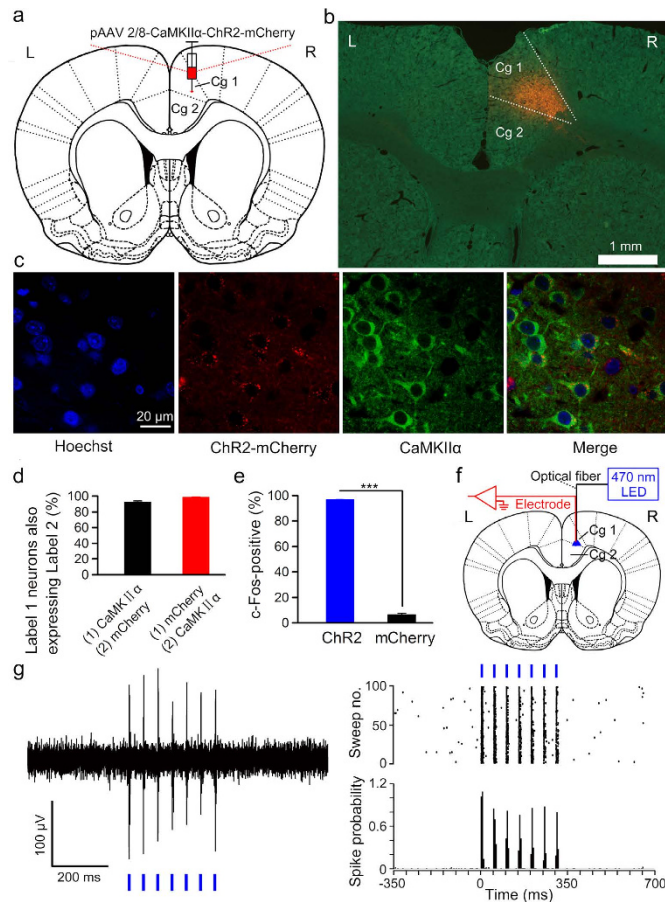 a
pAAV 2/8-CaMKIIα-ChR2-mCherry
L
R
Cg 1
Cg 2
b
L
R
Cg 1
Cg 2
1 mm
c
20 µm
Hoechst
ChR2-mCherry
CaMKIIα
Merge
d
Label 1 neurons also
expressing Label 2 (%)
100
80
60
40
20
0
(1) CaMKIIα
(2) mCherry
(1) mCherry
(2) CaMKIIα
e
c-Fos-positive (%)
100
80
60
40
20
0
***
ChR2
mCherry
f
Optical fiber
470 nm
LED
Electrode
L
R
Cg 1
Cg 2
g
100 µV
200 ms
Sweep no.
100
50
0
Spike probability
1.2
0.6
0
-350
0
350
700
Time (ms)